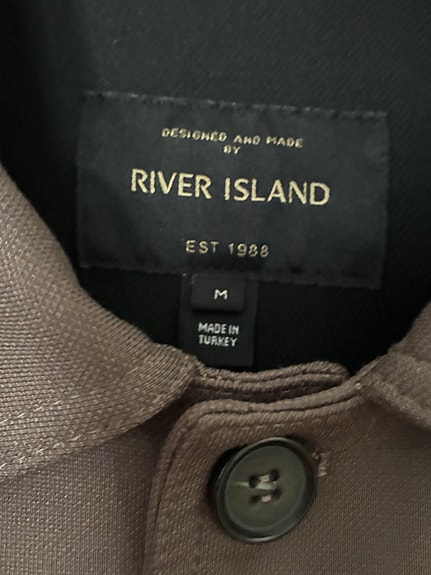 DESIGNED AND MADE
BY
RIVER ISLAND
EST 1988
M
MADE IN
TURKEY